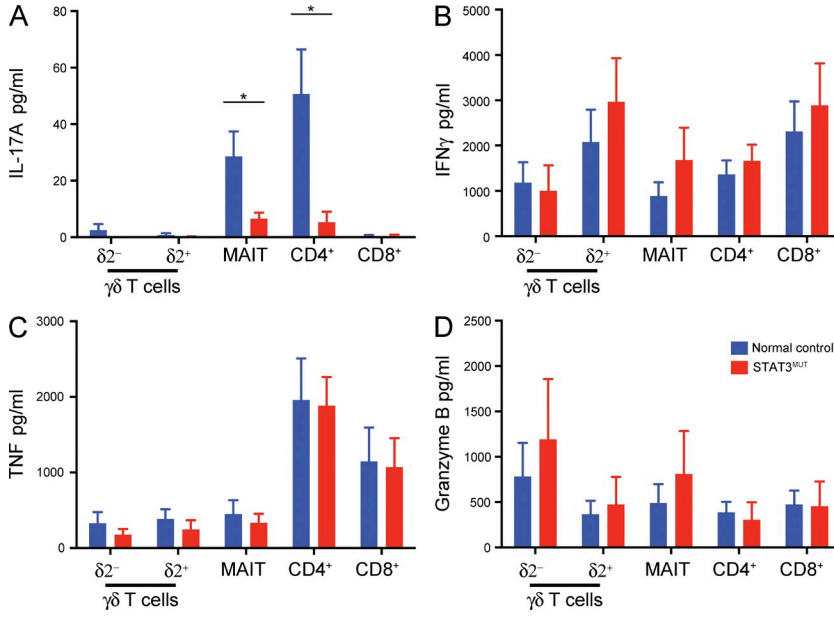 A
IL-17A pg/ml
80
60
40
20
0
*
*
δ2⁻ δ2⁺ MAIT CD4⁺ CD8⁺
γδ T cells
B
IFNγ pg/ml
5000
4000
3000
2000
1000
0
δ2⁻ δ2⁺ MAIT CD4⁺ CD8⁺
γδ T cells
C
TNF pg/ml
3000
2000
1000
0
δ2⁻ δ2⁺ MAIT CD4⁺ CD8⁺
γδ T cells
D
Granzyme B pg/ml
2500
2000
1500
1000
500
0
Normal control
STAT3ᴹᵁᵀ
δ2⁻ δ2⁺ MAIT CD4⁺ CD8⁺
γδ T cells